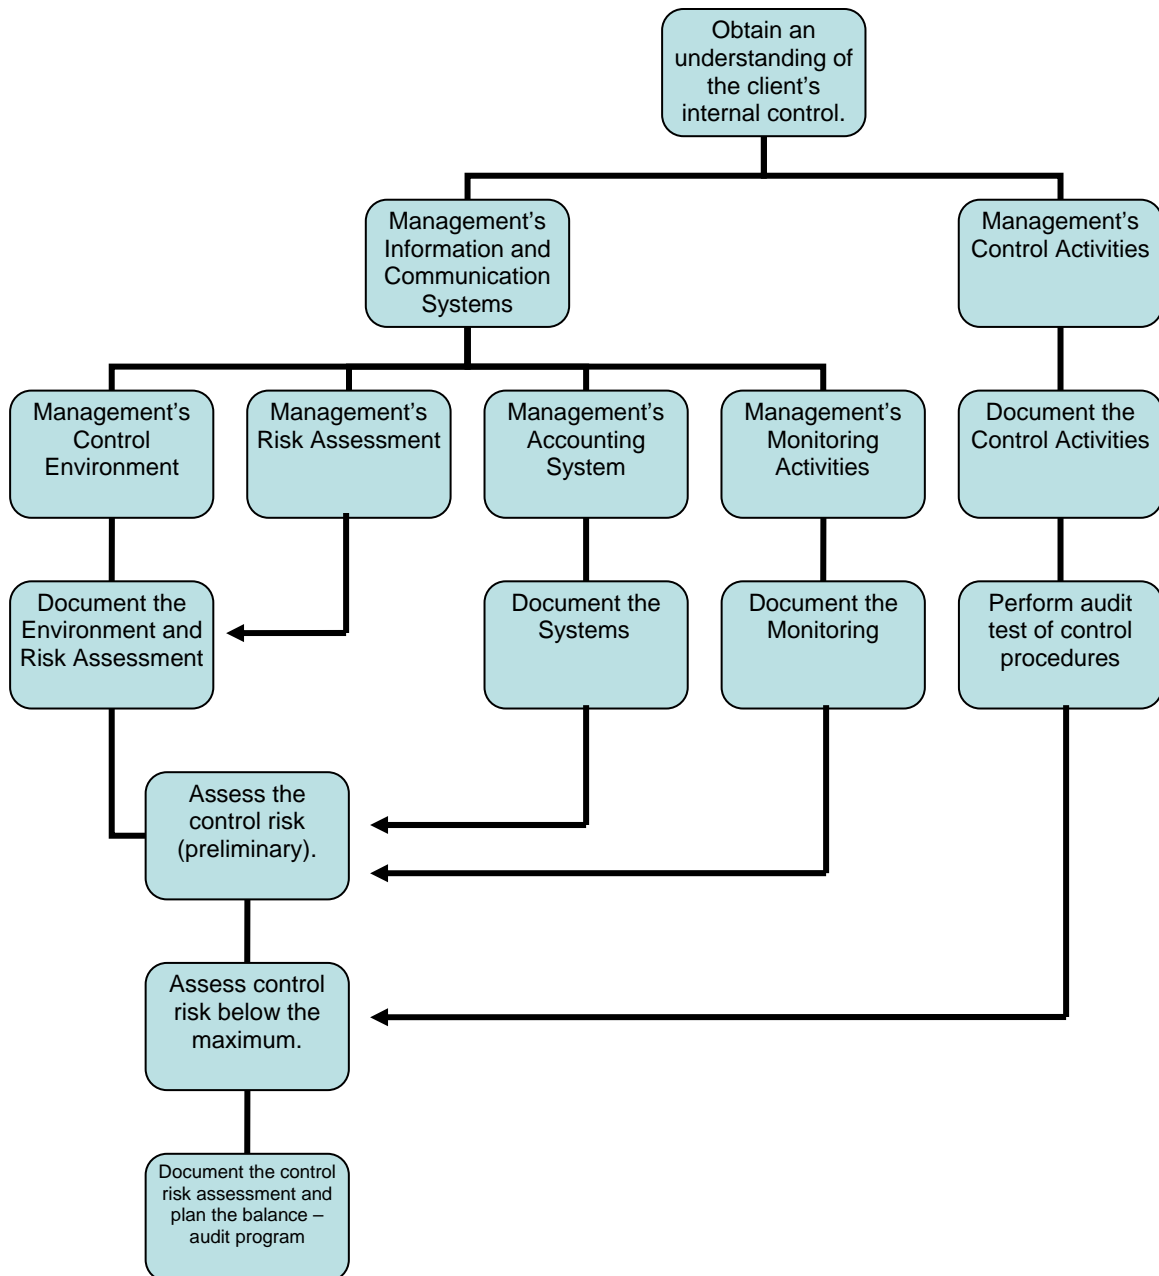 Obtain an
understanding of
the client’s
internal control.
Management’s
Information and
Communication
Systems
Management’s
Control Activities
Management’s
Control
Environment
Management’s
Risk Assessment
Management’s
Accounting
System
Management’s
Monitoring
Activities
Document the
Control Activities
Document the
Environment and
Risk Assessment
Document the
Systems
Document the
Monitoring
Perform audit
test of control
procedures
Assess the
control risk
(preliminary).
Assess control
risk below the
maximum.
Document the control
risk assessment and
plan the balance –
audit program